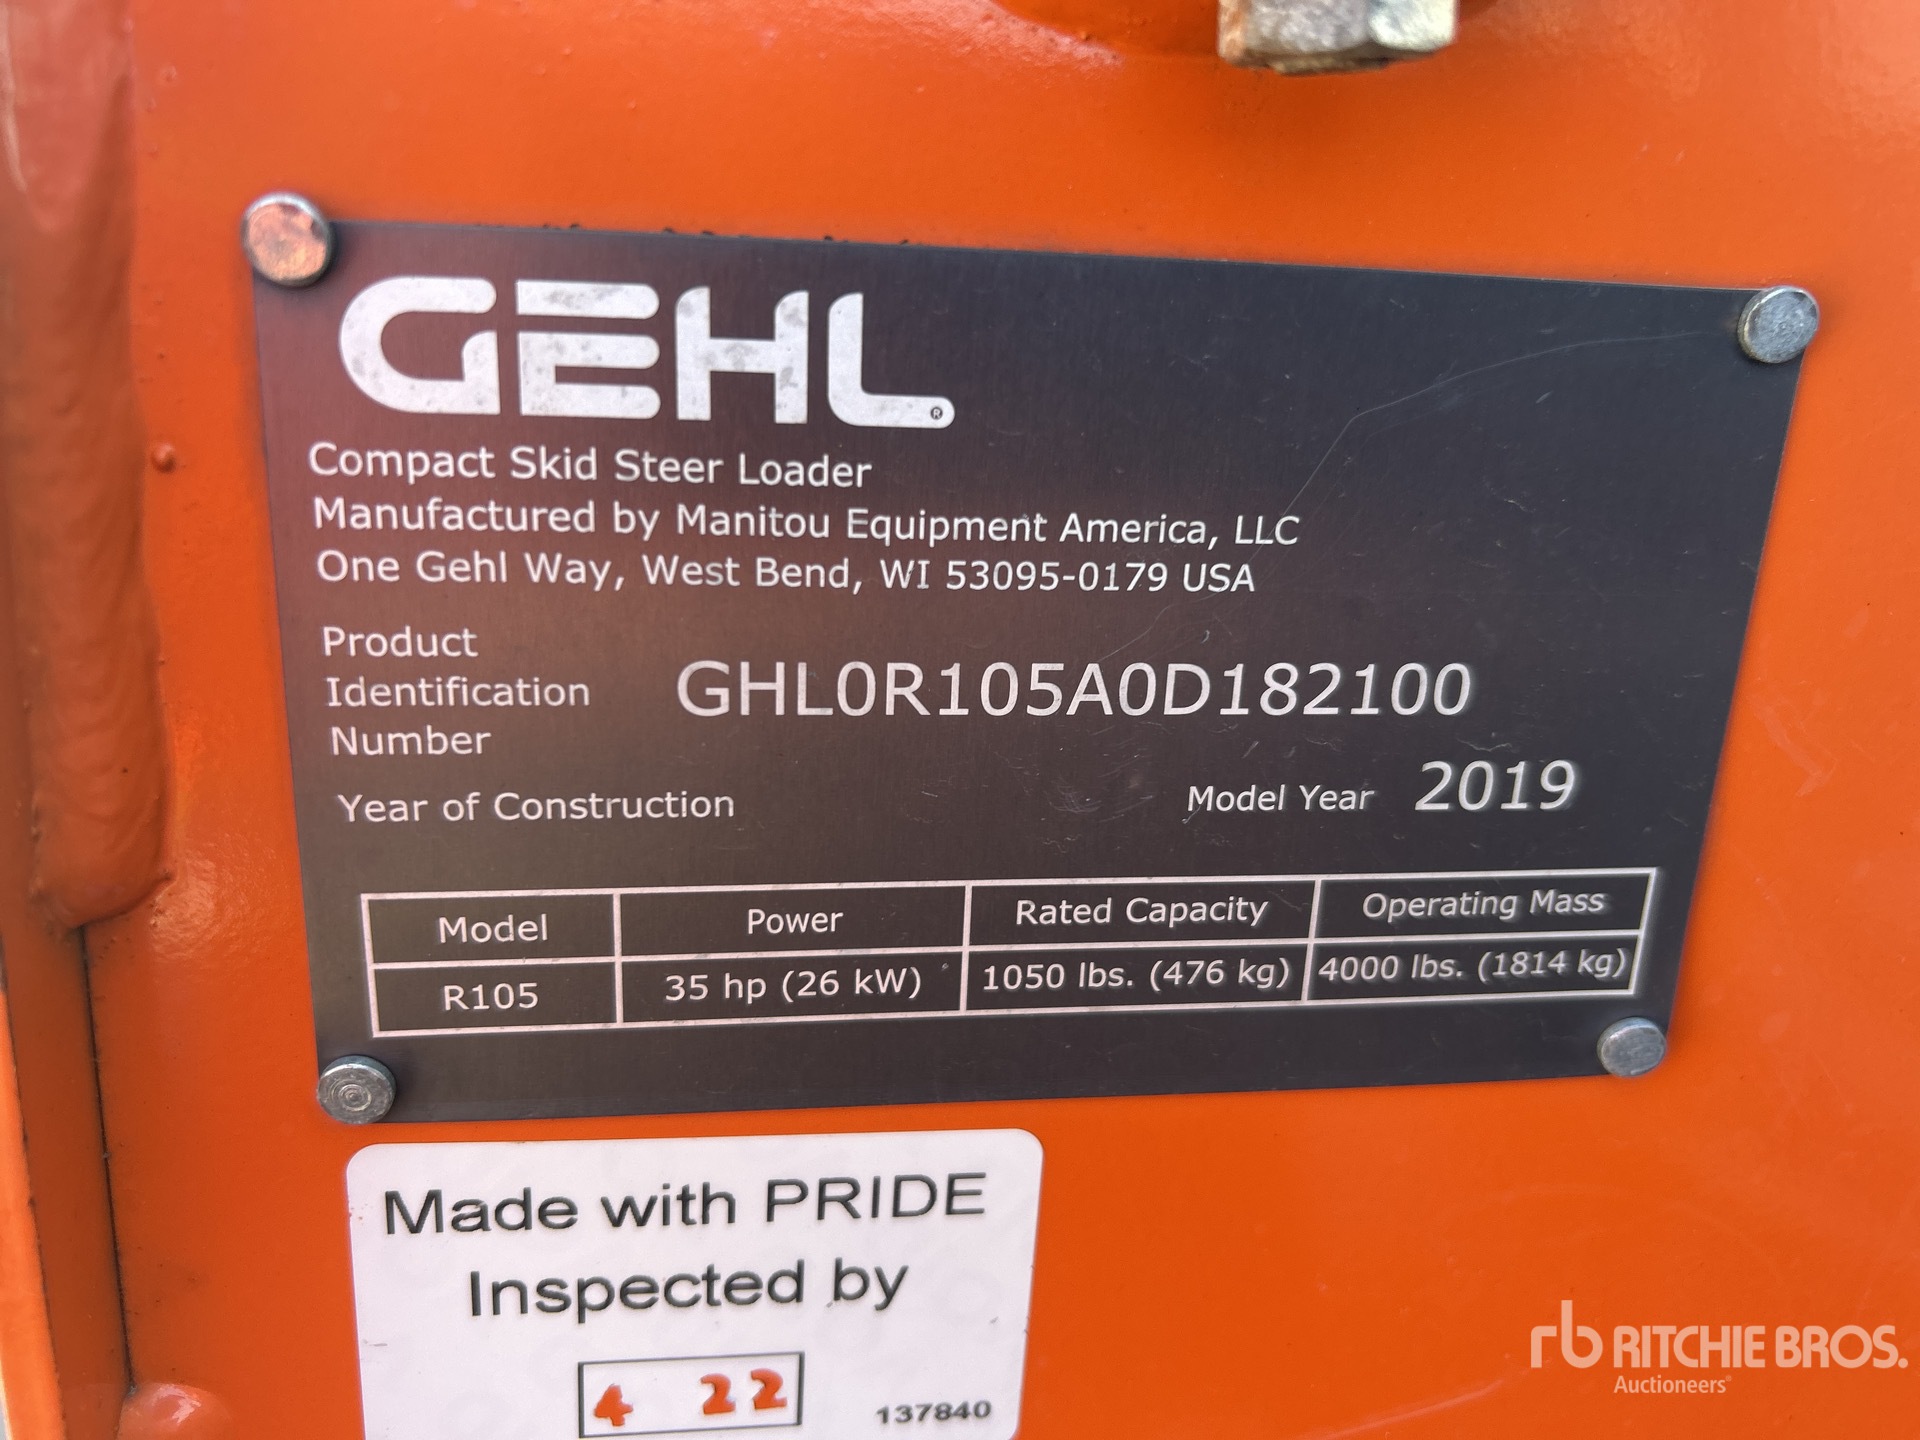 GEHL®
Compact Skid Steer Loader
Manufactured by Manitou Equipment America, LLC
One Gehl Way, West Bend, WI 53095-0179 USA
Product
Identification
Number
GHL0R105A0D182100
Year of Construction
Model Year 2019
Model Power Rated Capacity Operating Mass
R105 35 hp (26 kW) 1050 lbs. (476 kg) 4000 lbs. (1814 kg)
Made with PRIDE
Inspected by
4 22
137840
rb RITCHIE BROS.
Auctioneers®